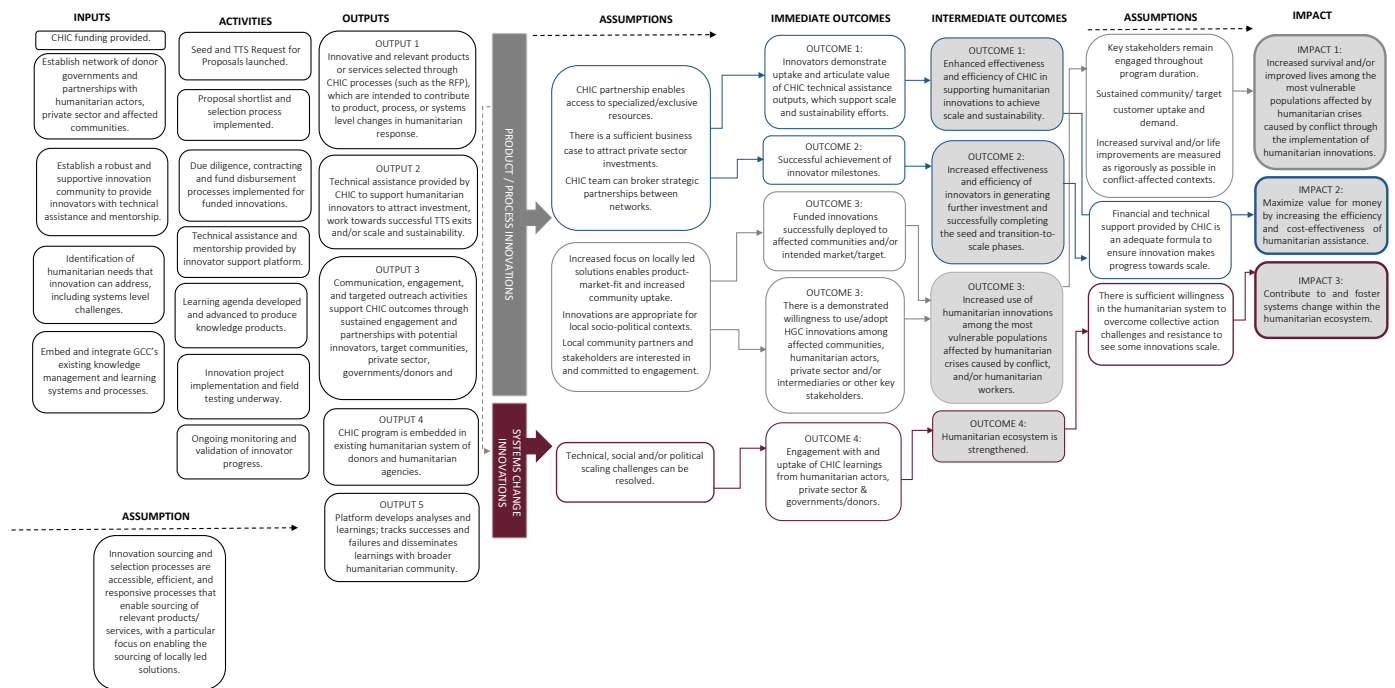 INPUTS
CHIC funding provided.
Establish network of donor
governments and
partnerships with
humanitarian actors,
private sector and affected
communities.
Establish a robust and
supportive innovation
community to provide
innovators with technical
assistance and mentorship.
Identification of
humanitarian needs that
innovation can address,
including systems level
challenges.
Embed and integrate GCC's
existing knowledge
management and learning
systems and processes.
ACTIVITIES
Seed and TTS Request for
Proposals launched.
Proposal shortlist and
selection process
implemented.
Due diligence, contracting
and fund disbursement
processes implemented for
funded innovations.
Technical assistance and
mentorship provided by
innovator support platform.
Learning agenda developed
and advanced to produce
knowledge products.
Innovation project
implementation and field
testing underway.
Ongoing monitoring and
validation of innovator
progress.
ASSUMPTION
Innovation sourcing and
selection processes are
accessible, efficient, and
responsive processes that
enable sourcing of
relevant products/
services, with a particular
focus on enabling the
sourcing of locally led
solutions.
OUTPUTS
OUTPUT 1
Innovative and relevant products
or services selected through
CHIC processes (such as the RFP),
which are intended to contribute
to product, process, or systems
level changes in humanitarian
response.
OUTPUT 2
Technical assistance provided by
CHIC to support humanitarian
innovators to attract investment,
work towards successful TTS exits
and/or scale and sustainability.
OUTPUT 3
Communication, engagement,
and targeted outreach activities
support CHIC outcomes through
sustained engagement and
partnerships with potential
innovators, target communities,
private sector,
governments/donors and
OUTPUT 4
CHIC program is embedded in
existing humanitarian system of
donors and humanitarian
agencies.
OUTPUT 5
Platform develops analyses and
learnings; tracks successes and
failures and disseminates
learnings with broader
humanitarian community.
PRODUCT / PROCESS INNOVATIONS
SYSTEMS CHANGE
INNOVATIONS
ASSUMPTIONS
CHIC partnership enables
access to specialized/exclusive
resources.
There is a sufficient business
case to attract private sector
investments.
CHIC team can broker strategic
partnerships between
networks.
Increased focus on locally led
solutions enables product-
market-fit and increased
community uptake.
Innovations are appropriate for
local socio-political contexts.
Local community partners and
stakeholders are interested in
and committed to engagement.
Technical, social and/or political
scaling challenges can be
resolved.
IMMEDIATE OUTCOMES
OUTCOME 1:
Innovators demonstrate
uptake and articulate value
of CHIC technical assistance
outputs, which support scale
and sustainability efforts.
OUTCOME 2:
Successful achievement of
innovator milestones.
OUTCOME 3:
Funded innovations
successfully deployed to
affected communities and/or
intended market/target.
OUTCOME 3:
There is a demonstrated
willingness to use/adopt
HGC innovations among
affected communities,
humanitarian actors,
private sector and/or
intermediaries or other key
stakeholders.
OUTCOME 4:
Engagement with and
uptake of CHIC learnings
from humanitarian actors,
private sector &
governments/donors.
INTERMEDIATE OUTCOMES
OUTCOME 1:
Enhanced effectiveness
and efficiency of CHIC in
supporting humanitarian
innovations to achieve
scale and sustainability.
OUTCOME 2:
Increased effectiveness
and efficiency of
innovators in generating
further investment and
successfully completing
the seed and transition-to-
scale phases.
OUTCOME 3:
Increased use of
humanitarian innovations
among the most
vulnerable populations
affected by humanitarian
crises caused by conflict,
and/or humanitarian
workers.
OUTCOME 4:
Humanitarian ecosystem is
strengthened.
ASSUMPTIONS
Key stakeholders remain
engaged throughout
program duration.
Sustained community/ target
customer uptake and
demand.
Increased survival and/or life
improvements are measured
as rigorously as possible in
conflict-affected contexts.
Financial and technical
support provided by CHIC is
an adequate formula to
ensure innovation makes
progress towards scale.
There is sufficient willingness
in the humanitarian system to
overcome collective action
challenges and resistance to
see some innovations scale.
IMPACT
IMPACT 1:
Increased survival and/or
improved lives among the
most vulnerable
populations affected by
humanitarian crises
caused by conflict through
the implementation of
humanitarian innovations.
IMPACT 2:
Maximize value for money
by increasing the efficiency
and cost-effectiveness of
humanitarian assistance.
IMPACT 3:
Contribute to and foster
systems change within the
humanitarian ecosystem.